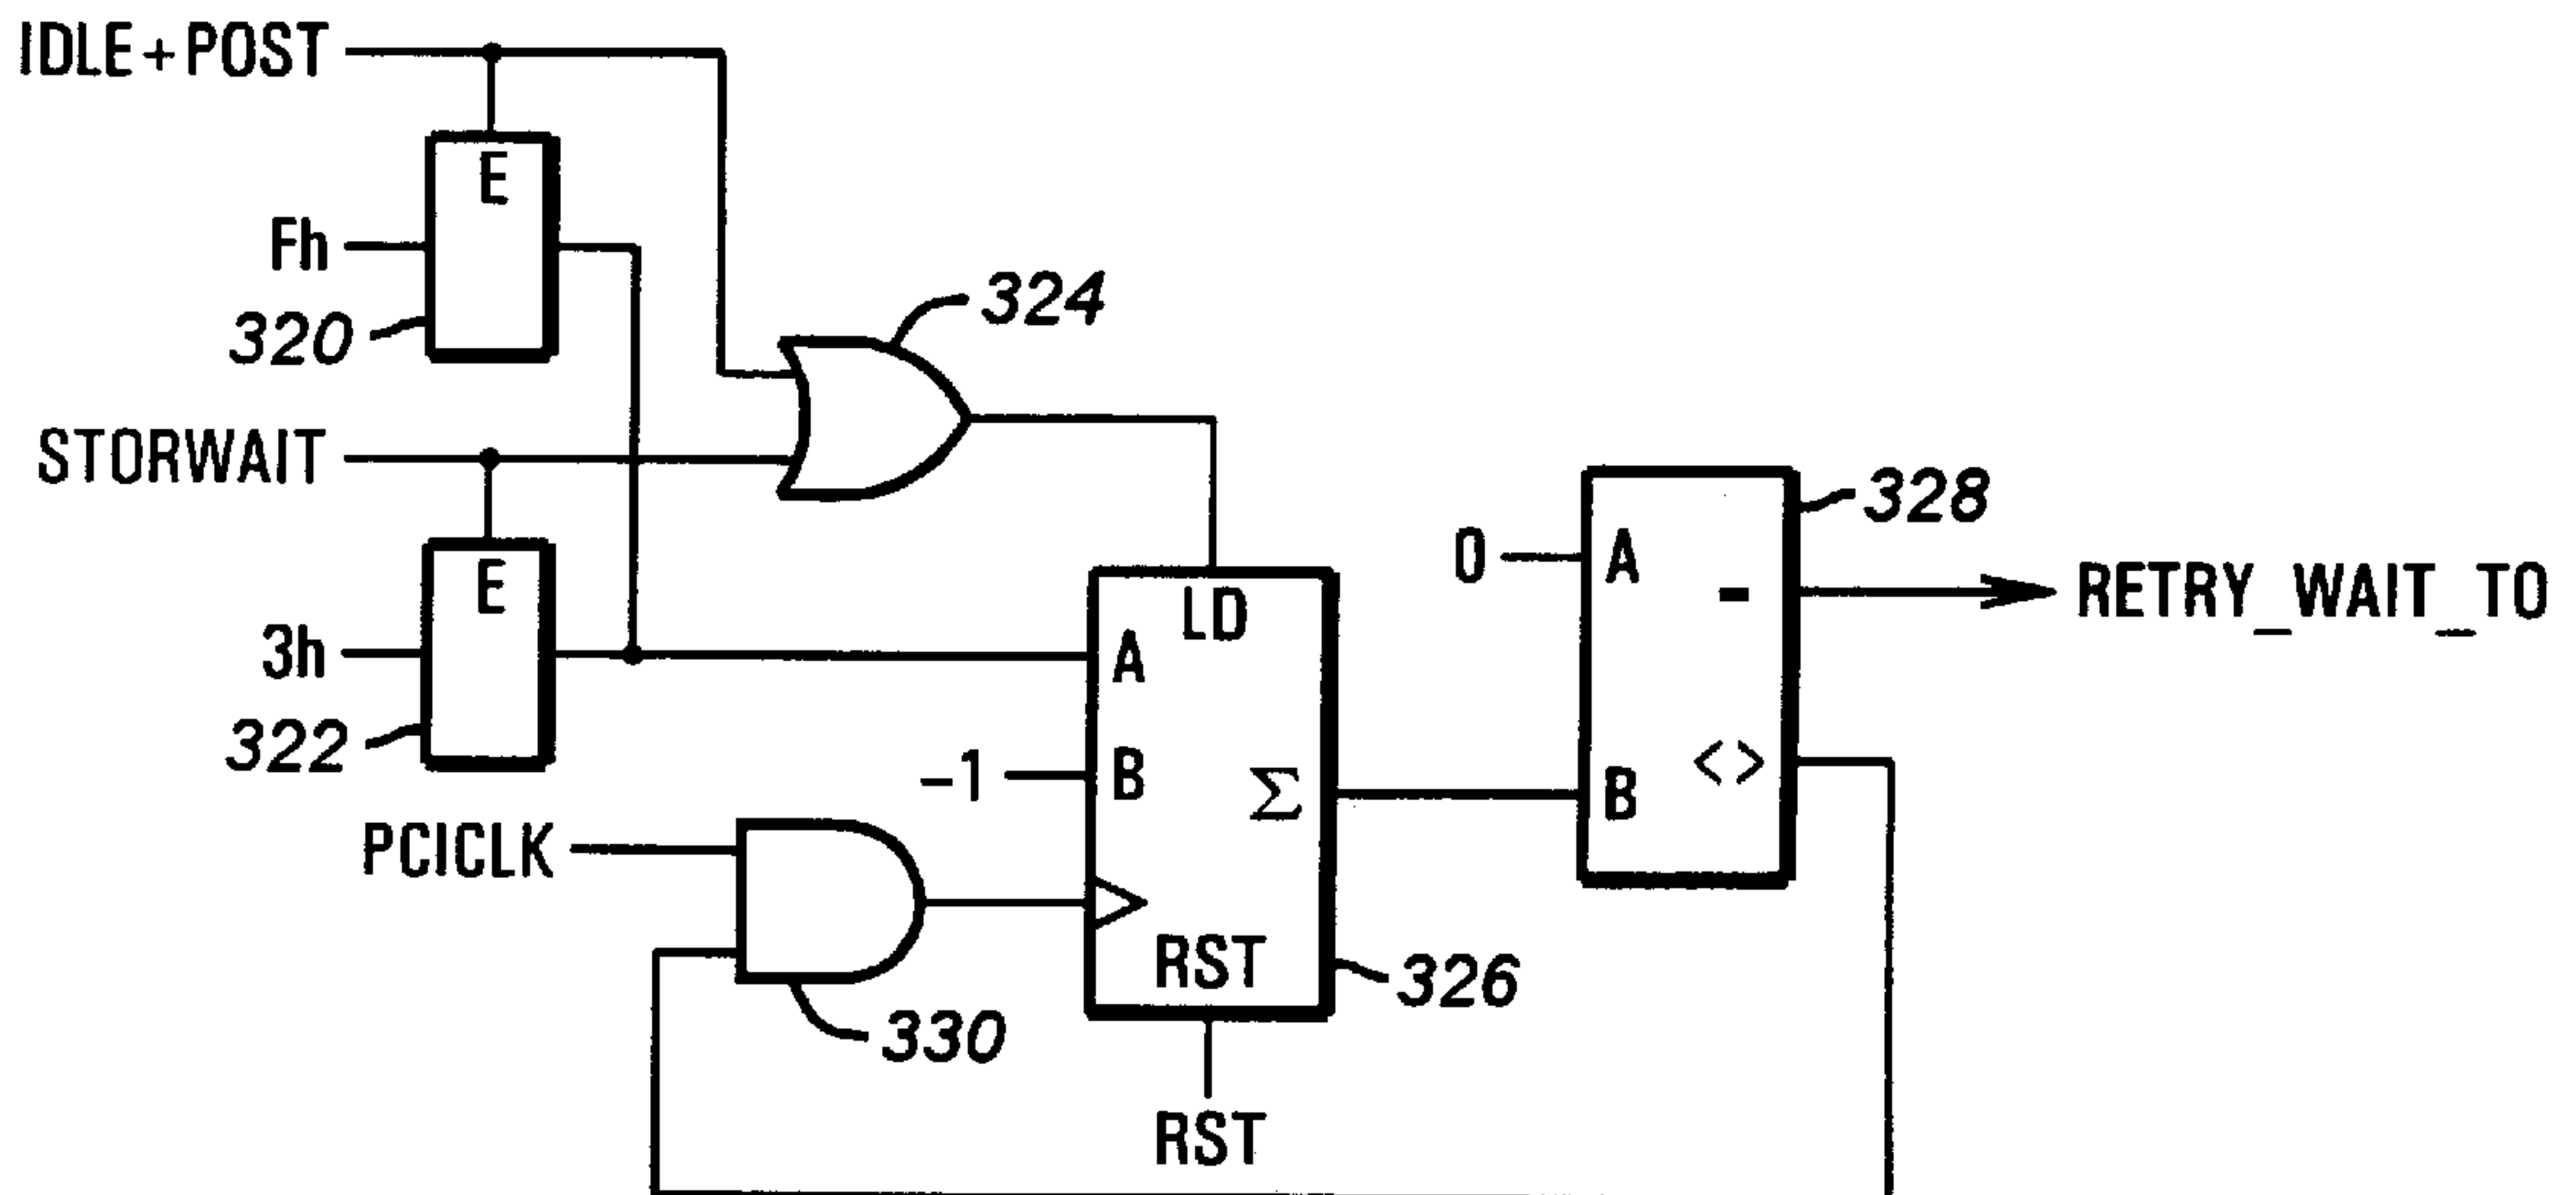 IDLE+POST
E
Fh
320
324
STORWAIT
328
0
A
-
RETRY_WAIT_TO
E
LD
3h
A
322
-1
B
Σ
<>
B
PCICLK
RST
326
330
RST